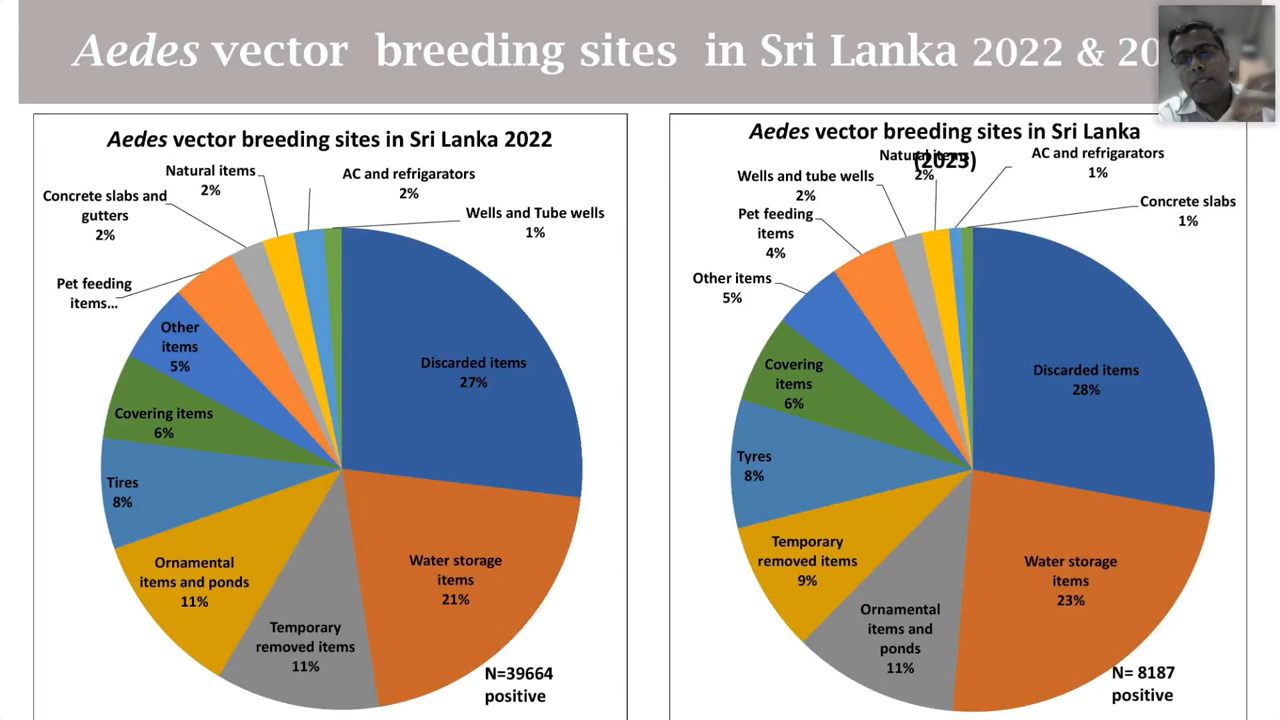 Aedes vector breeding sites in Sri Lanka 2022 & 20
Aedes vector breeding sites in Sri Lanka 2022
Natural items
2%
AC and refrigarators
2%
Concrete slabs and
gutters
2%
Wells and Tube wells
1%
Pet feeding
items...
Other
items
5%
Discarded items
27%
Covering items
6%
Tires
8%
Ornamental
items and ponds
11%
Water storage
items
21%
Temporary
removed items
11%
N=39664
positive
Aedes vector breeding sites in Sri Lanka
(2023)
Natural items
2%
AC and refrigarators
1%
Wells and tube wells
2%
Concrete slabs
1%
Pet feeding
items
4%
Other items
5%
Covering
items
6%
Discarded items
28%
Tyres
8%
Temporary
removed items
9%
Water storage
items
23%
Ornamental
items and
ponds
11%
N= 8187
positive